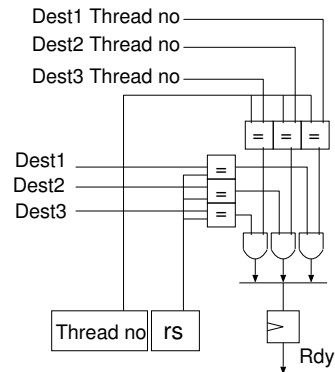 Dest1 Thread no
Dest2 Thread no
Dest3 Thread no
= = =
Dest1
=
Dest2
=
Dest3
=
Thread no rs
Rdy